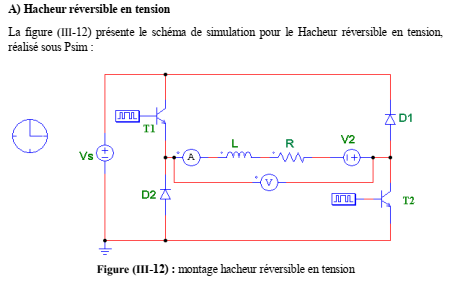 A) Hacheur réversible en tension
La figure (III-12) présente le schéma de simulation pour le Hacheur réversible en tension,
réalisé sous Psim :
D1
T1
L
R
V2
Vs
A
V
D2
T2
Figure (III-12) : montage hacheur réversible en tension